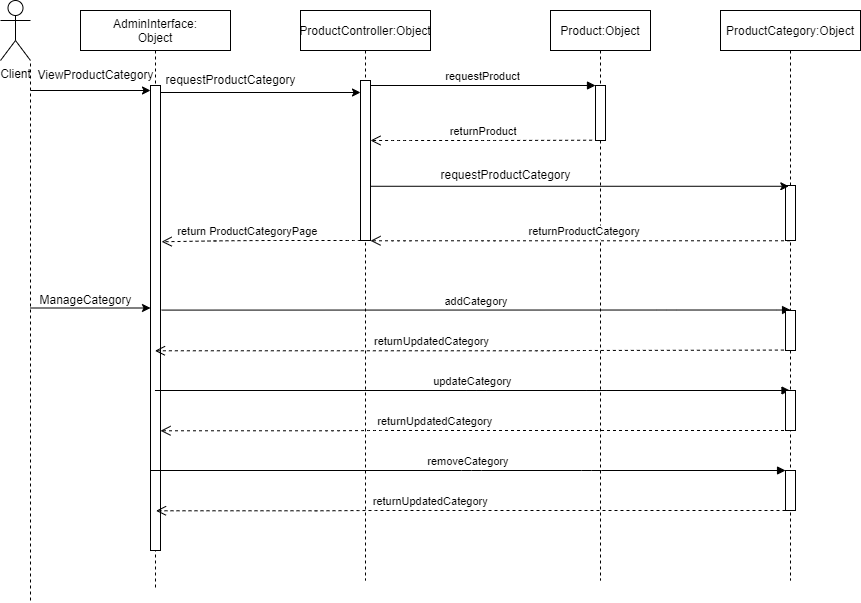 AdminInterface:
Object
ProductController:Object
Product:Object
ProductCategory:Object
Client
ViewProductCategory
requestProductCategory
requestProduct
returnProduct
requestProductCategory
return ProductCategoryPage
returnProductCategory
ManageCategory
addCategory
returnUpdatedCategory
updateCategory
returnUpdatedCategory
removeCategory
returnUpdatedCategory